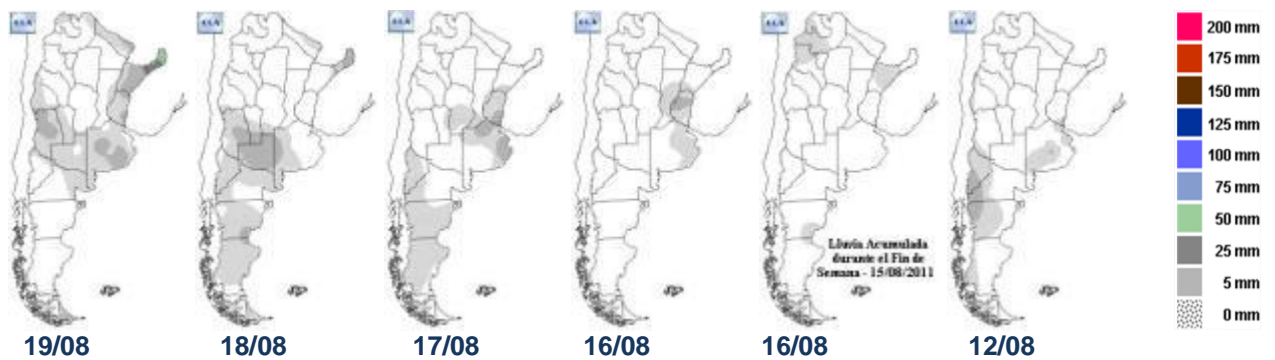 200 mm
175 mm
150 mm
125 mm
100 mm
75 mm
50 mm
25 mm
5 mm
0 mm
Lluvia Acumulada
durante el Fin de
Semana - 15/08/2011
19/08
18/08
17/08
16/08
16/08
12/08